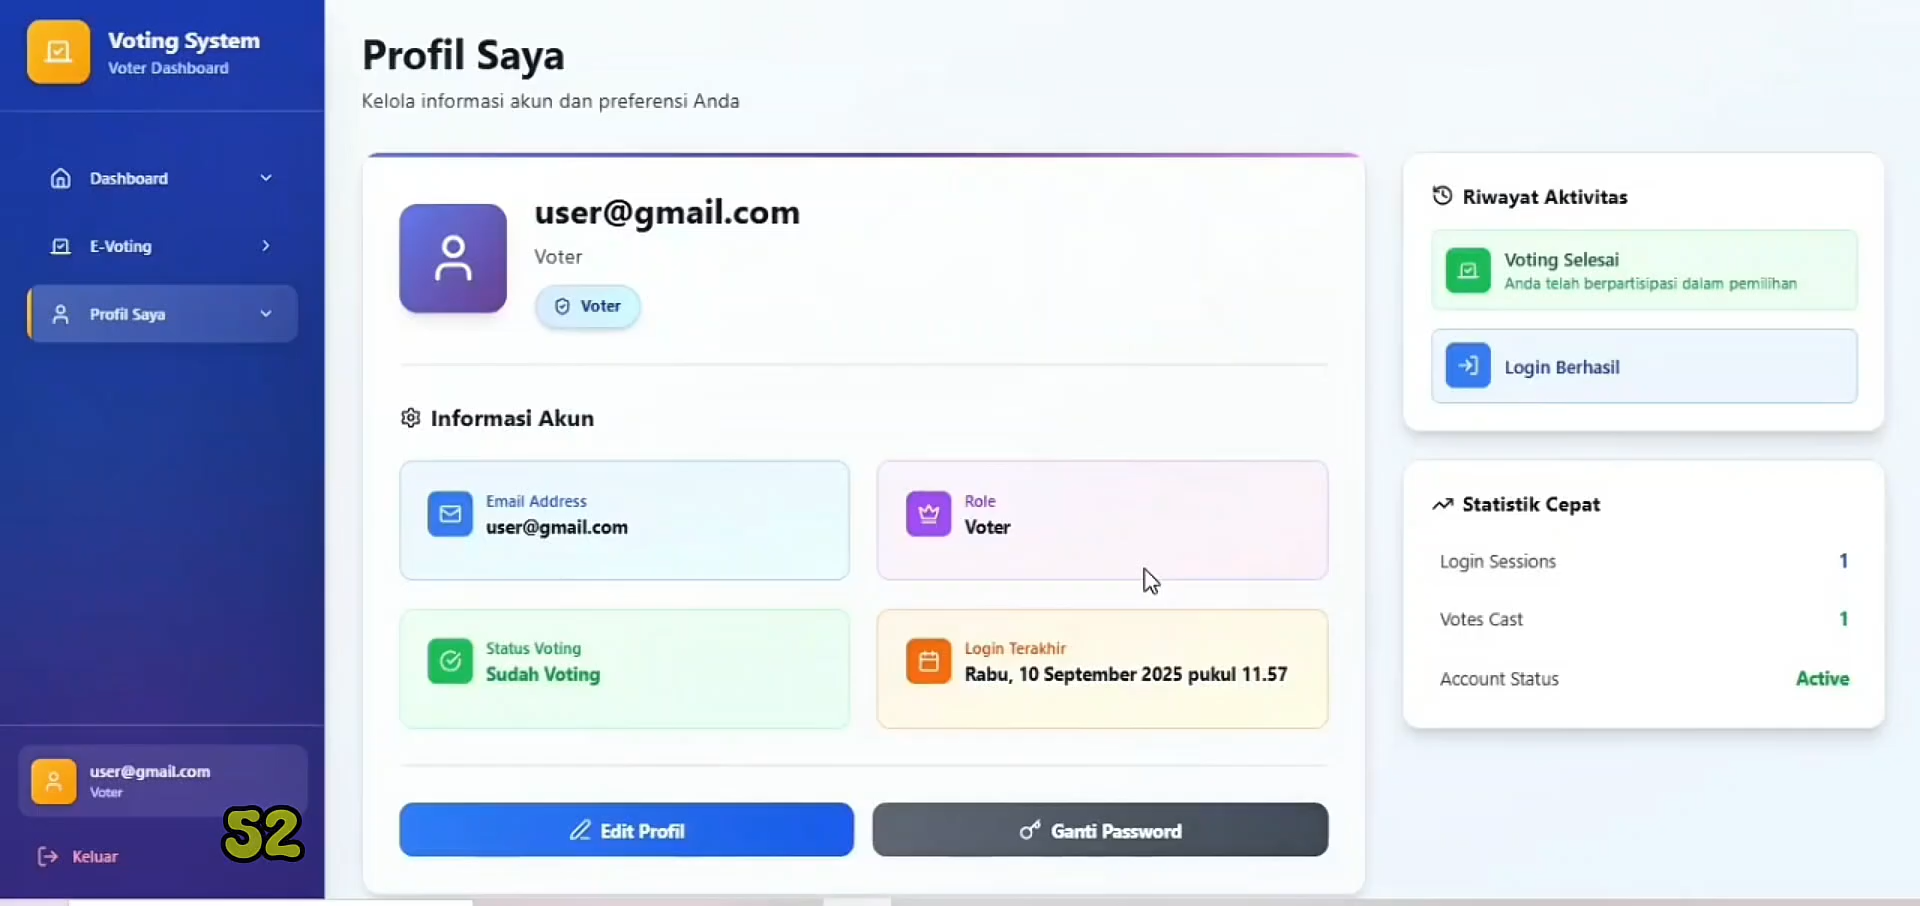 Voting System
Voter Dashboard
Dashboard
E-Voting
Profil Saya
user@gmail.com
Voter
Keluar
52
Profil Saya
Kelola informasi akun dan preferensi Anda
user@gmail.com
Voter
Voter
Informasi Akun
Email Address
user@gmail.com
Role
Voter
Status Voting
Sudah Voting
Login Terakhir
Rabu, 10 September 2025 pukul 11.57
Edit Profil
Ganti Password
Riwayat Aktivitas
Voting Selesai
Anda telah berpartisipasi dalam pemilihan
Login Berhasil
Statistik Cepat
Login Sessions 1
Votes Cast 1
Account Status Active